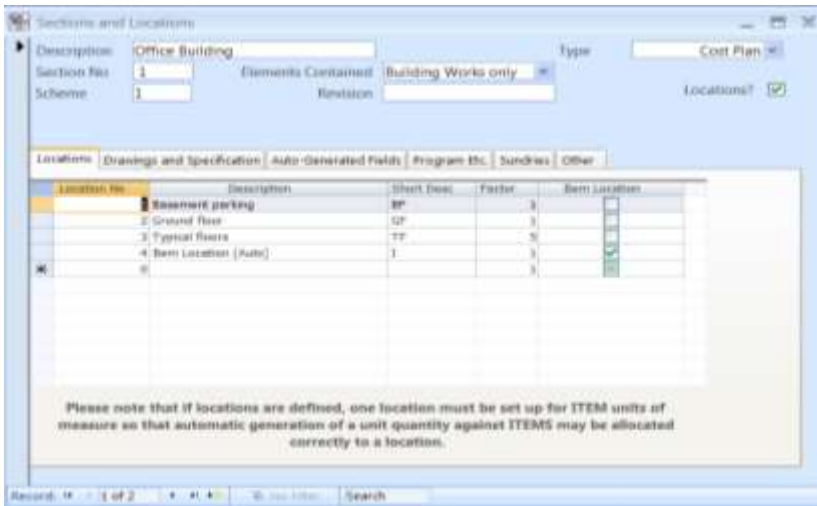 Sections and Locations
Description Office Building Type Cost Plan
Section No 1 Elements Contained Building Works only
Scheme 1 Revision Locations?
Locations Drawings and Specification Auto-Generated Fields Program Etc. Sundries Other
Location No Description Short Desc Factor Item Location
1 Basement parking BP 1
2 Ground floor GF 1
3 Typical floors TF 5
4 Item Location (Auto) I 1
0 1
Please note that if locations are defined, one location must be set up for ITEM units of
measure so that automatic generation of a unit quantity against ITEMS may be allocated
correctly to a location.
Record: 1 of 2 No Filter Search